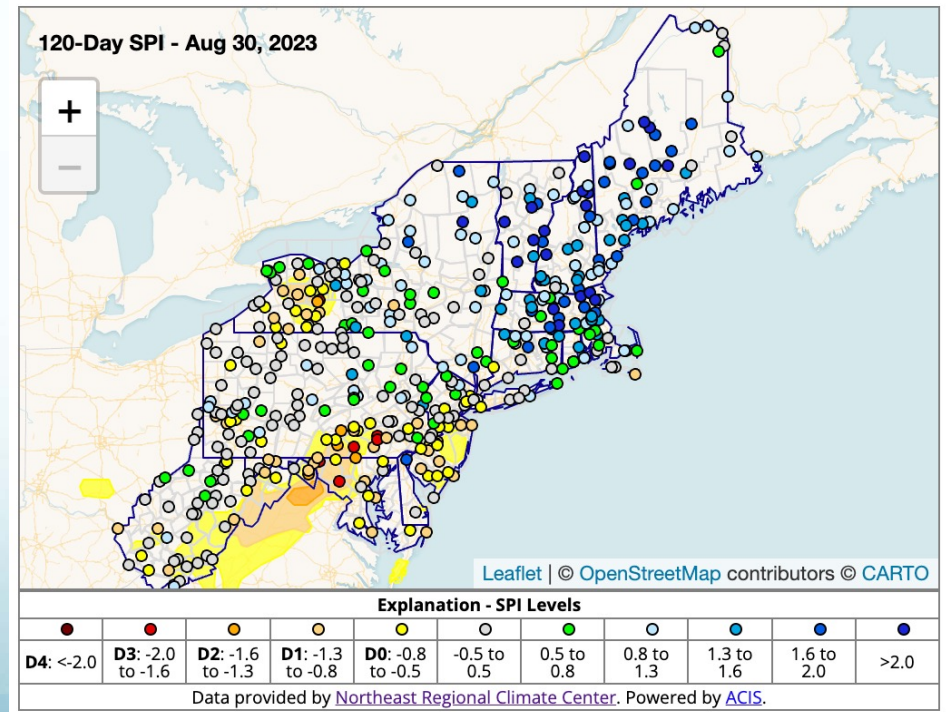 120-Day SPI - Aug 30, 2023
+
−
Leaflet | © OpenStreetMap contributors © CARTO
Explanation - SPI Levels
D4: <-2.0
D3: -2.0 to -1.6
D2: -1.6 to -1.3
D1: -1.3 to -0.8
D0: -0.8 to -0.5
-0.5 to 0.5
0.5 to 0.8
0.8 to 1.3
1.3 to 1.6
1.6 to 2.0
>2.0
Data provided by Northeast Regional Climate Center. Powered by ACIS.